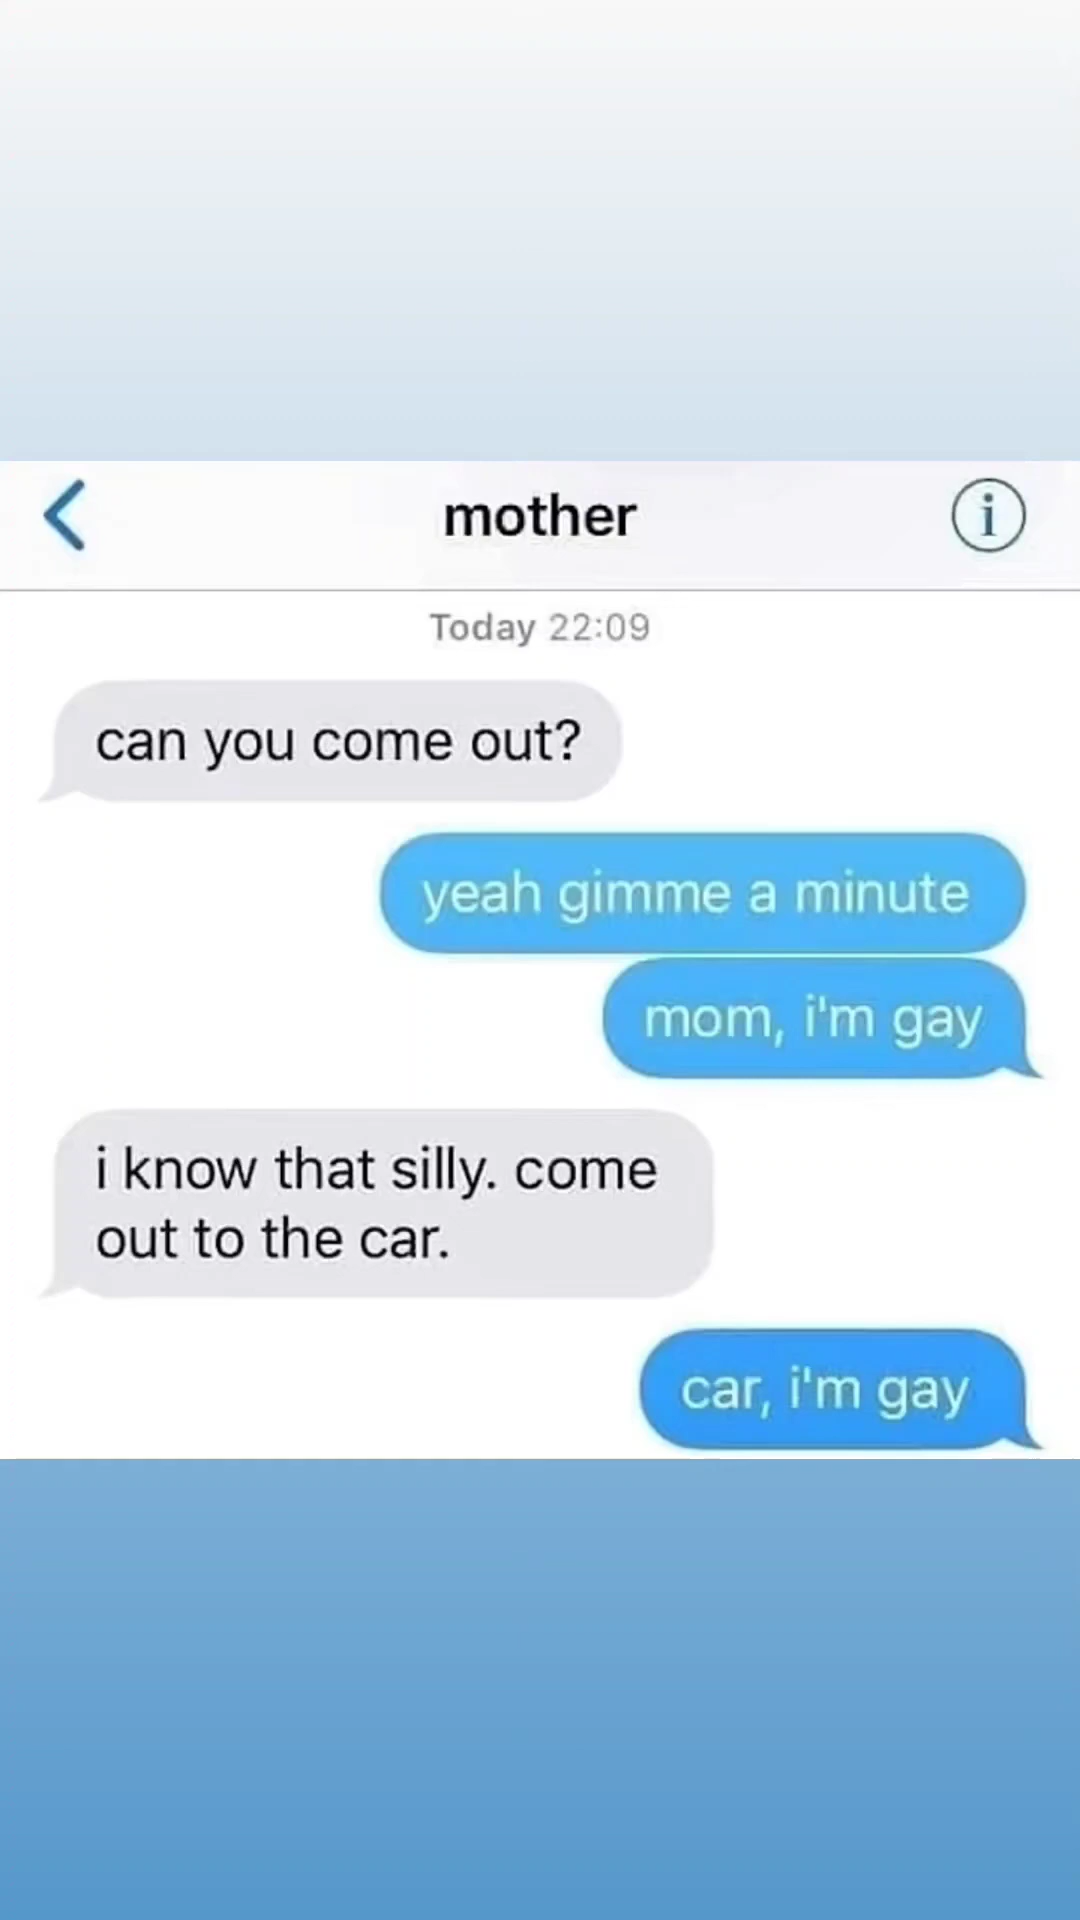 mother
Today 22:09
can you come out?
yeah gimme a minute
mom, i'm gay
i know that silly. come
out to the car.
car, i'm gay